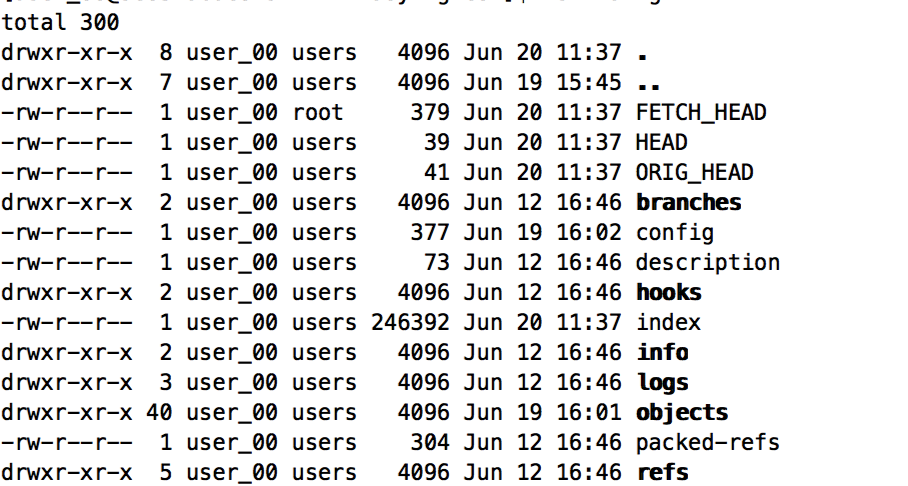 total 300
drwxr-xr-x 8 user_00 users 4096 Jun 20 11:37 .
drwxr-xr-x 7 user_00 users 4096 Jun 19 15:45 ..
-rw-r--r-- 1 user_00 root 379 Jun 20 11:37 FETCH_HEAD
-rw-r--r-- 1 user_00 users 39 Jun 20 11:37 HEAD
-rw-r--r-- 1 user_00 users 41 Jun 20 11:37 ORIG_HEAD
drwxr-xr-x 2 user_00 users 4096 Jun 12 16:46 branches
-rw-r--r-- 1 user_00 users 377 Jun 19 16:02 config
-rw-r--r-- 1 user_00 users 73 Jun 12 16:46 description
drwxr-xr-x 2 user_00 users 4096 Jun 12 16:46 hooks
-rw-r--r-- 1 user_00 users 246392 Jun 20 11:37 index
drwxr-xr-x 2 user_00 users 4096 Jun 12 16:46 info
drwxr-xr-x 3 user_00 users 4096 Jun 12 16:46 logs
drwxr-xr-x 40 user_00 users 4096 Jun 19 16:01 objects
-rw-r--r-- 1 user_00 users 304 Jun 12 16:46 packed-refs
drwxr-xr-x 5 user_00 users 4096 Jun 12 16:46 refs